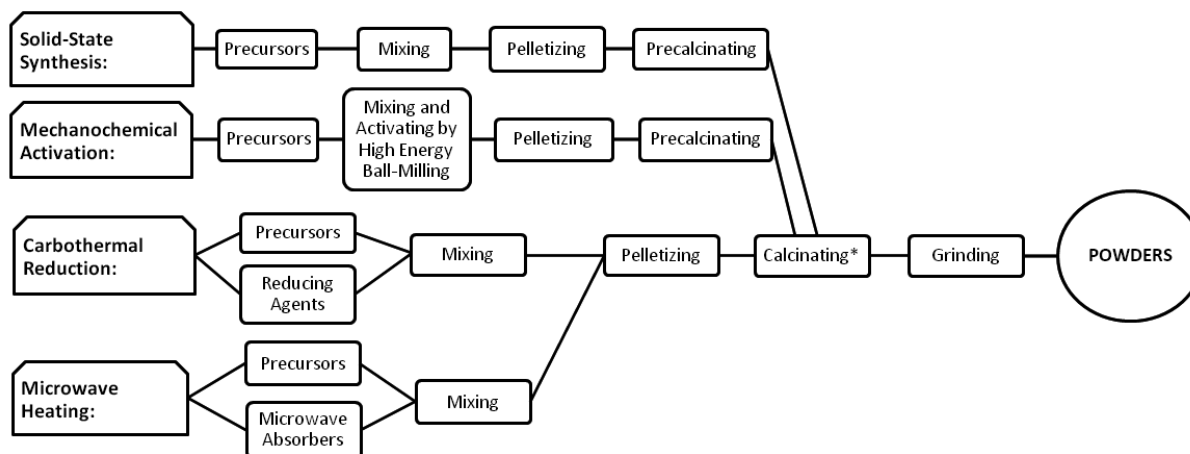 Solid-State
Synthesis:
Precursors
Mixing
Pelletizing
Precalcinating
Mechanochemical
Activation:
Precursors
Mixing and
Activating by
High Energy
Ball-Milling
Pelletizing
Precalcinating
Carbothermal
Reduction:
Precursors
Reducing
Agents
Mixing
Pelletizing
Calcinating*
Grinding
POWDERS
Microwave
Heating:
Precursors
Microwave
Absorbers
Mixing